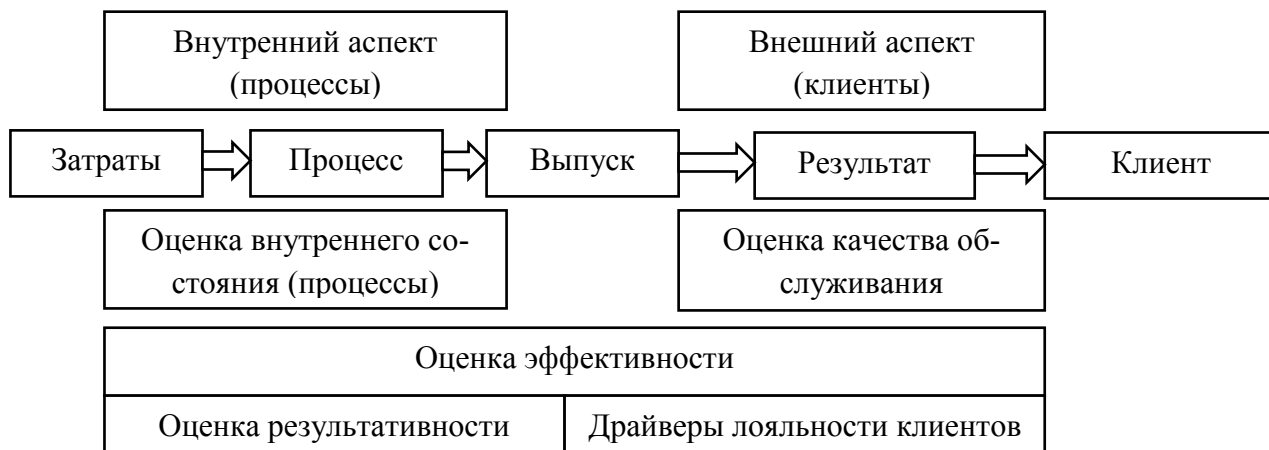 Внутренний аспект
(процессы)
Внешний аспект
(клиенты)
Затраты
Процесс
Выпуск
Результат
Клиент
Оценка внутреннего со-
стояния (процессы)
Оценка качества об-
служивания
Оценка эффективности
Оценка результативности
Драйверы лояльности клиентов